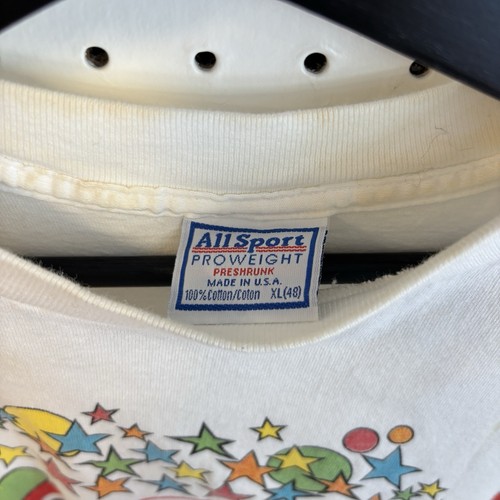 All Sport
PROWEIGHT
PRESHRUNK
MADE IN U.S.A.
100% Cotton/Coton XL(48)